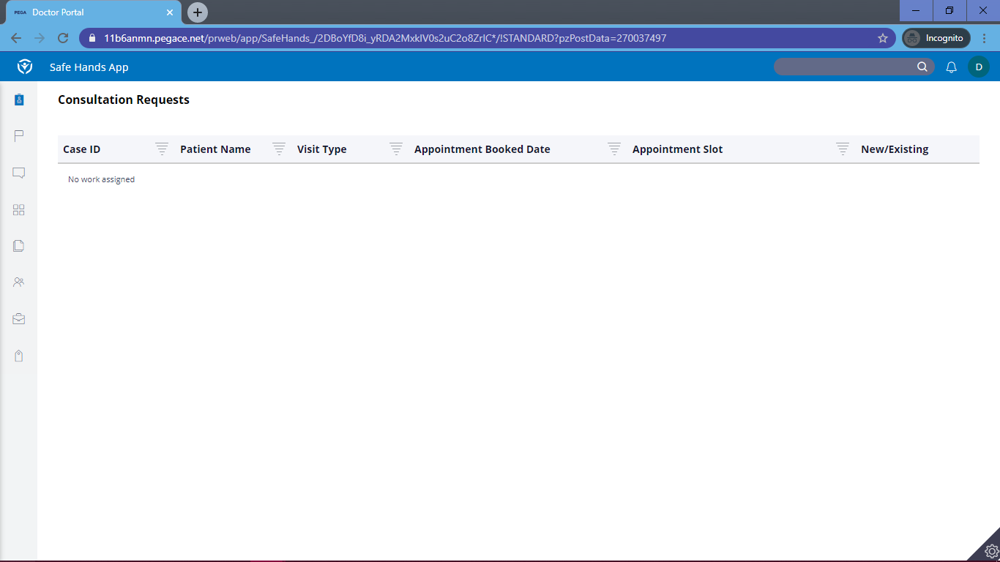 PEGA Doctor Portal
11b6anmn.pegace.net/prweb/app/SafeHands_/2DBoYfD8i_yRDA2MxkIV0s2uC2o8ZrIC*/!STANDARD?pzPostData=270037497 Incognito
Safe Hands App D
Consultation Requests
Case ID Patient Name Visit Type Appointment Booked Date Appointment Slot New/Existing
No work assigned